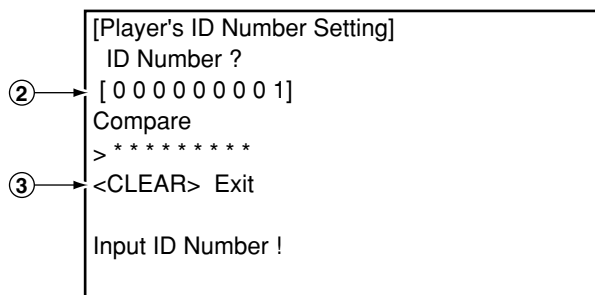 [Player's ID Number Setting]
ID Number ?
② [ 0 0 0 0 0 0 0 0 1]
Compare
> * * * * * * * * *
③ <CLEAR> Exit
Input ID Number !